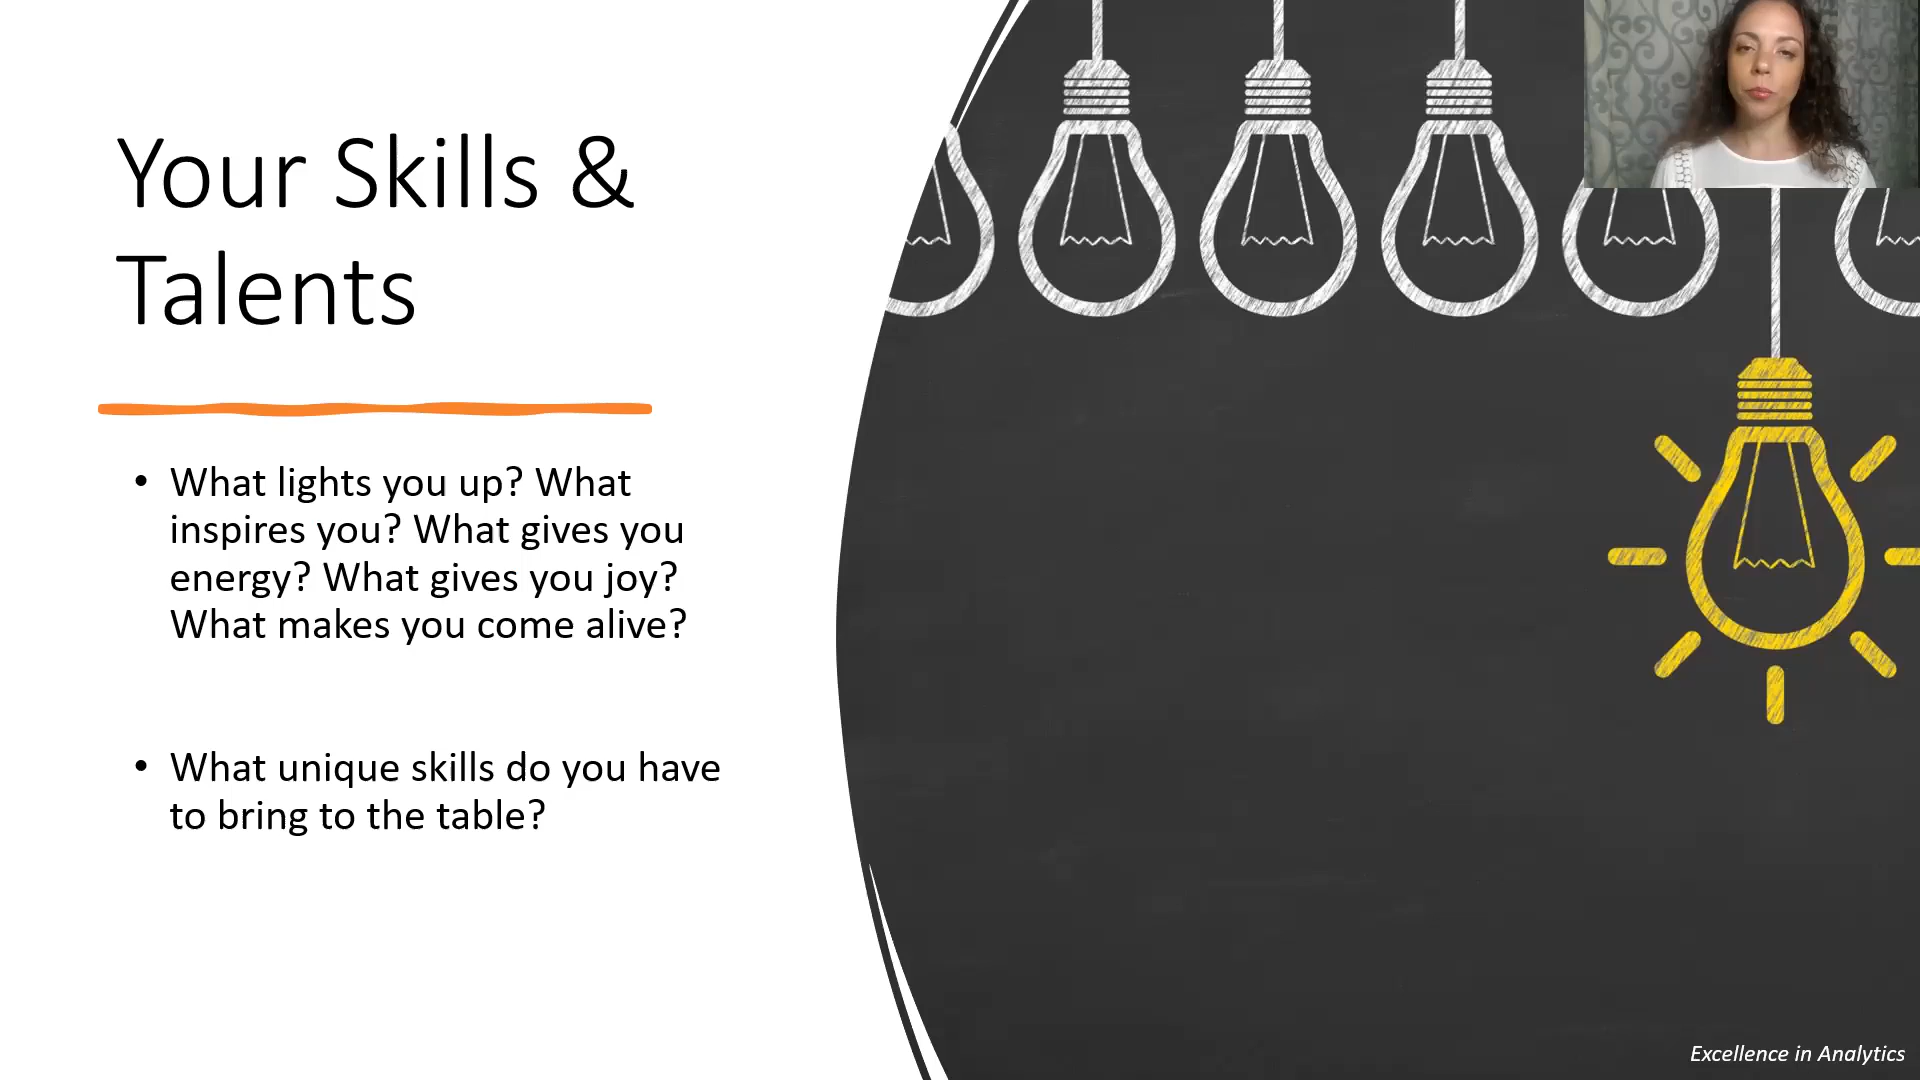 Your Skills &
Talents
• What lights you up? What
inspires you? What gives you
energy? What gives you joy?
What makes you come alive?
• What unique skills do you have
to bring to the table?
Excellence in Analytics